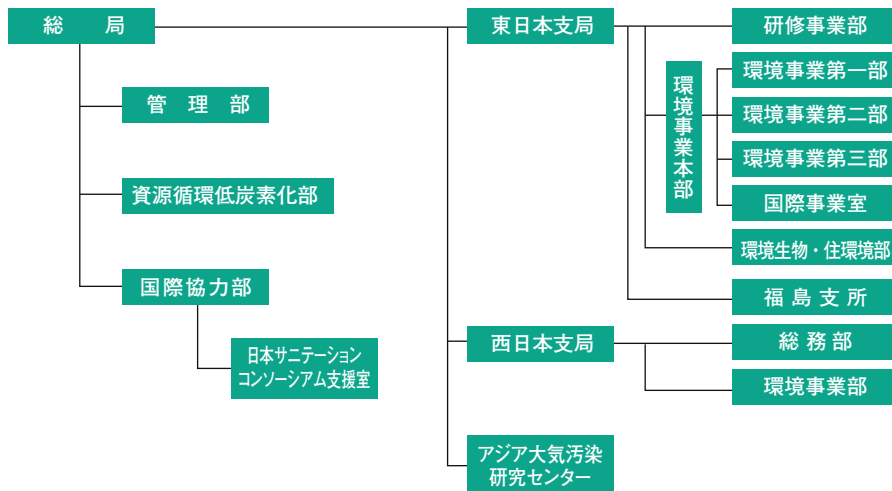 総　局
管 理 部
資源循環低炭素化部
国際協力部
日本サニテーション
コンソーシアム支援室
東日本支局
研修事業部
環境事業本部
環境事業第一部
環境事業第二部
環境事業第三部
国際事業室
環境生物・住環境部
福 島 支 所
西日本支局
総 務 部
環境事業部
アジア大気汚染
研究センター